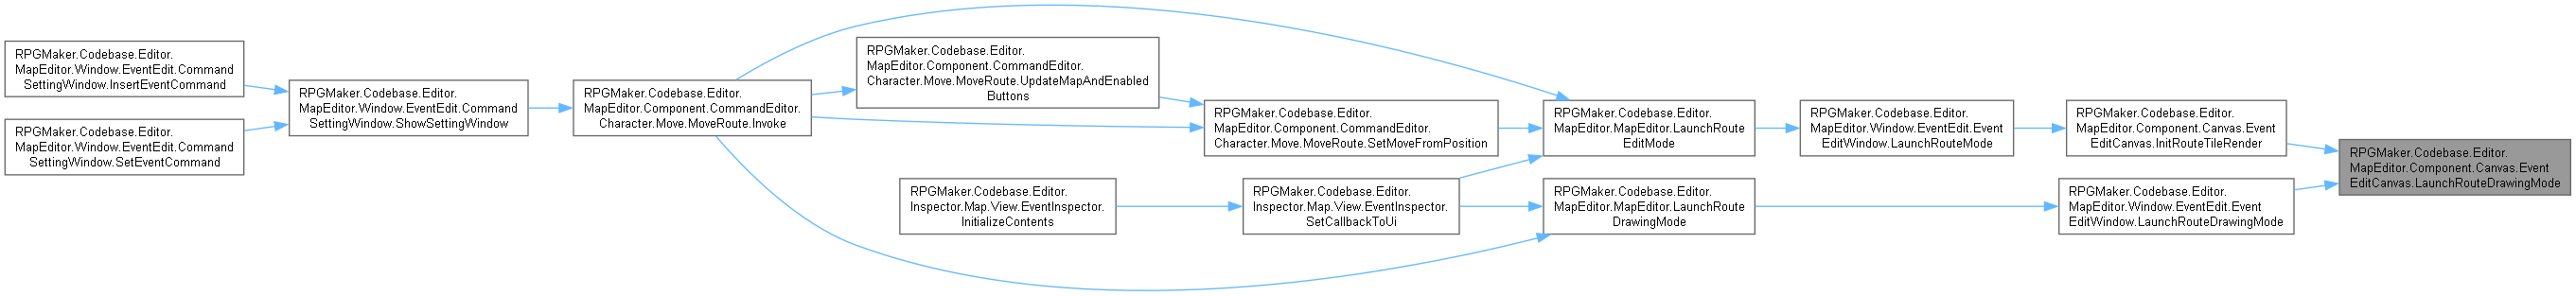 RPGMaker.Codebase.Editor.
MapEditor.Window.EventEdit.Command
SettingWindow.InsertEventCommand
RPGMaker.Codebase.Editor.
MapEditor.Window.EventEdit.Command
SettingWindow.SetEventCommand
RPGMaker.Codebase.Editor.
MapEditor.Window.EventEdit.Command
SettingWindow.ShowSettingWindow
RPGMaker.Codebase.Editor.
MapEditor.Component.CommandEditor.
Character.Move.MoveRoute.Invoke
RPGMaker.Codebase.Editor.
MapEditor.Component.CommandEditor.
Character.Move.MoveRoute.UpdateMapAndEnabled
Buttons
RPGMaker.Codebase.Editor.
Inspector.Map.View.EventInspector.
InitializeContents
RPGMaker.Codebase.Editor.
MapEditor.Component.CommandEditor.
Character.Move.MoveRoute.SetMoveFromPosition
RPGMaker.Codebase.Editor.
Inspector.Map.View.EventInspector.
SetCallbackToUi
RPGMaker.Codebase.Editor.
MapEditor.MapEditor.LaunchRoute
EditMode
RPGMaker.Codebase.Editor.
MapEditor.MapEditor.LaunchRoute
DrawingMode
RPGMaker.Codebase.Editor.
MapEditor.Window.EventEdit.Event
EditWindow.LaunchRouteMode
RPGMaker.Codebase.Editor.
MapEditor.Component.Canvas.Event
EditCanvas.InitRouteTileRender
RPGMaker.Codebase.Editor.
MapEditor.Window.EventEdit.Event
EditWindow.LaunchRouteDrawingMode
RPGMaker.Codebase.Editor.
MapEditor.Component.Canvas.Event
EditCanvas.LaunchRouteDrawingMode